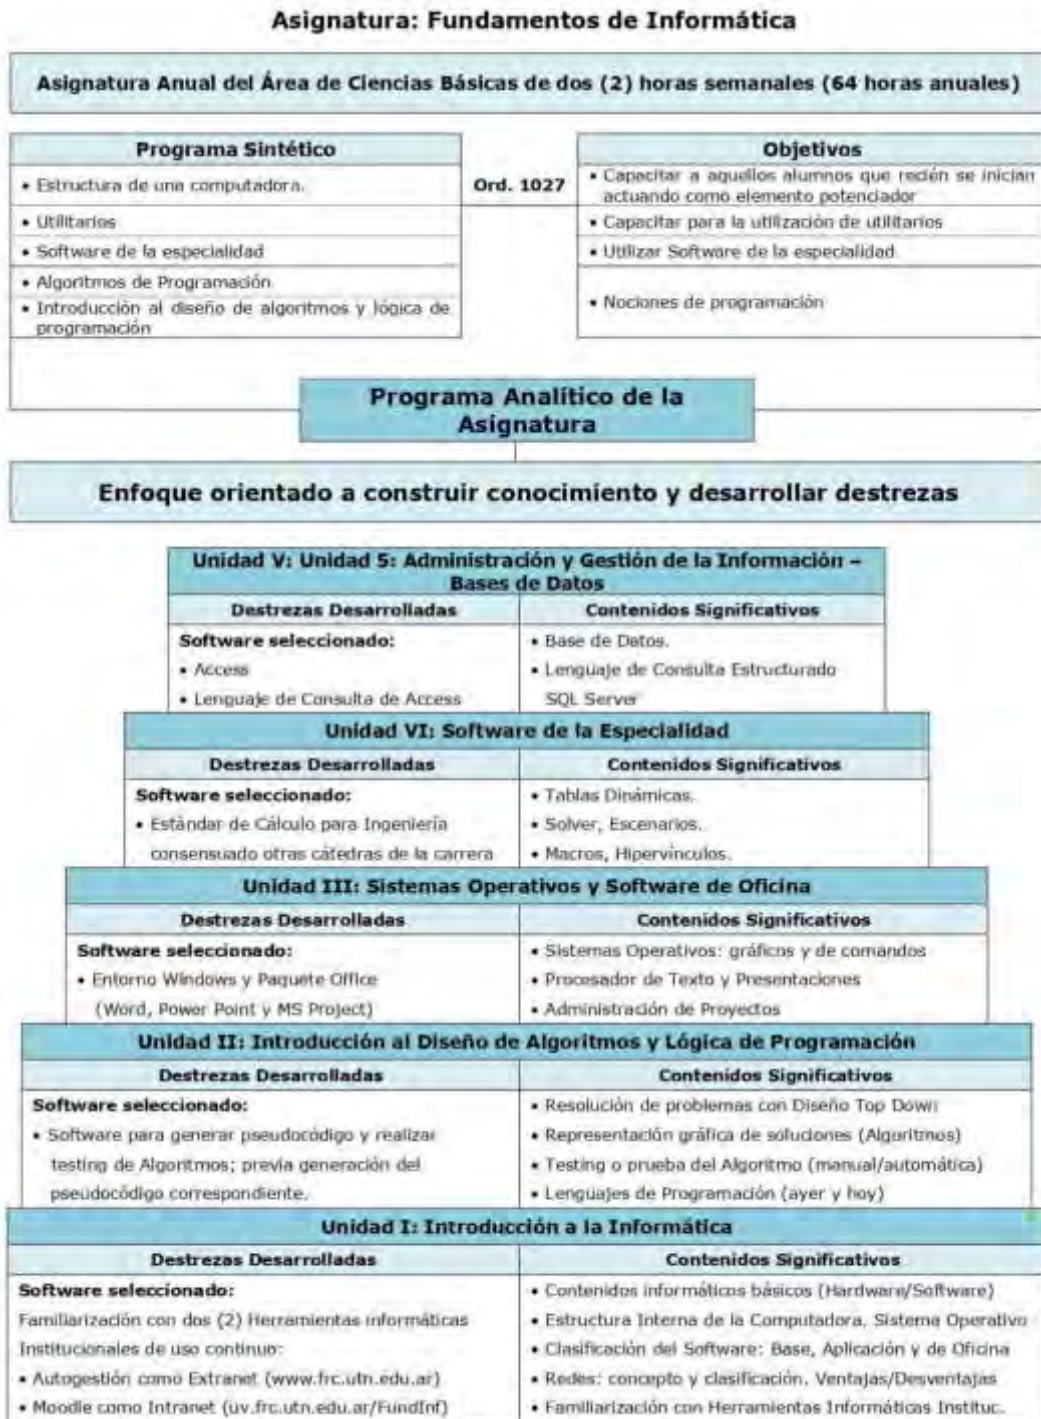 Asignatura: Fundamentos de Informática
Asignatura Anual del Área de Ciencias Básicas de dos (2) horas semanales (64 horas anuales)
Programa Sintético
• Estructura de una computadora.
• Utilitarios
• Software de la especialidad
• Algoritmos de Programación
• Introducción al diseño de algoritmos y lógica de
programación
Ord. 1027
Objetivos
• Capacitar a aquellos alumnos que recién se inician
actuando como elemento potenciador
• Capacitar para la utilización de utilitarios
• Utilizar Software de la especialidad
• Nociones de programación
Programa Analítico de la
Asignatura
Enfoque orientado a construir conocimiento y desarrollar destrezas
Unidad V: Unidad 5: Administración y Gestión de la Información –
Bases de Datos
Destrezas Desarrolladas
Software seleccionado:
• Access
• Lenguaje de Consulta de Access
Contenidos Significativos
• Base de Datos.
• Lenguaje de Consulta Estructurado
SQL Server
Unidad VI: Software de la Especialidad
Destrezas Desarrolladas
Software seleccionado:
• Estándar de Cálculo para Ingeniería
consensuado otras cátedras de la carrera
Contenidos Significativos
• Tablas Dinámicas.
• Solver, Escenarios.
• Macros, Hipervínculos.
Unidad III: Sistemas Operativos y Software de Oficina
Destrezas Desarrolladas
Software seleccionado:
• Entorno Windows y Paquete Office
(Word, Power Point y MS Project)
Contenidos Significativos
• Sistemas Operativos: gráficos y de comandos
• Procesador de Texto y Presentaciones
• Administración de Proyectos
Unidad II: Introducción al Diseño de Algoritmos y Lógica de Programación
Destrezas Desarrolladas
Software seleccionado:
• Software para generar pseudocódigo y realizar
testing de Algoritmos; previa generación del
pseudocódigo correspondiente.
Contenidos Significativos
• Resolución de problemas con Diseño Top Down
• Representación gráfica de soluciones (Algoritmos)
• Testing o prueba del Algoritmo (manual/automática)
• Lenguajes de Programación (ayer y hoy)
Unidad I: Introducción a la Informática
Destrezas Desarrolladas
Software seleccionado:
Familiarización con dos (2) Herramientas informáticas
Institucionales de uso continuo:
• Autogestión como Extranet (www.frc.utn.edu.ar)
• Moodle como Intranet (uv.frc.utn.edu.ar/FundInf)
Contenidos Significativos
• Contenidos informáticos básicos (Hardware/Software)
• Estructura Interna de la Computadora. Sistema Operativo
• Clasificación del Software: Base, Aplicación y de Oficina
• Redes: concepto y clasificación. Ventajas/Desventajas
• Familiarización con Herramientas Informáticas Instituc.